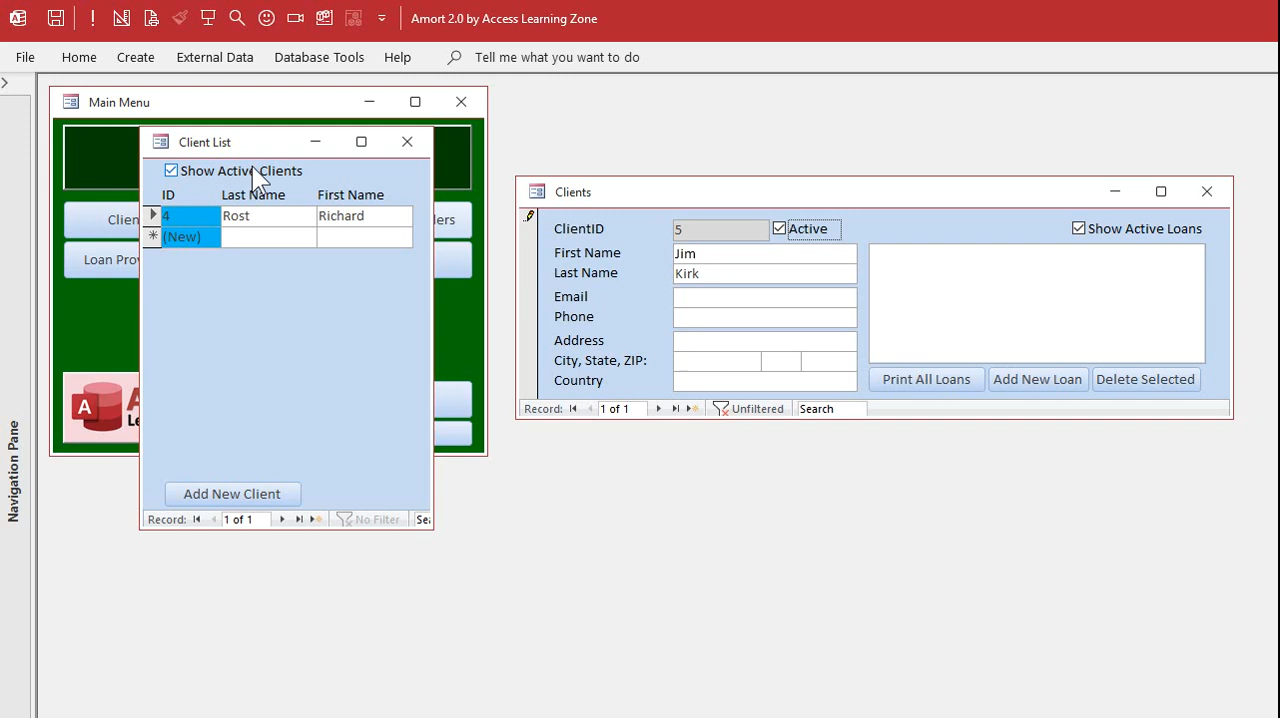 Amort 2.0 by Access Learning Zone
File Home Create External Data Database Tools Help Tell me what you want to do
Main Menu
Client List
Show Active Clients
ID Last Name First Name
4 Rost Richard
(New)
Add New Client
Record: 1 of 1 No Filter
Loan Prov
A
Clients
ClientID 5 Active Show Active Loans
First Name Jim
Last Name Kirk
Email
Phone
Address
City, State, ZIP:
Country
Print All Loans Add New Loan Delete Selected
Record: 1 of 1 Unfiltered Search
Navigation Pane